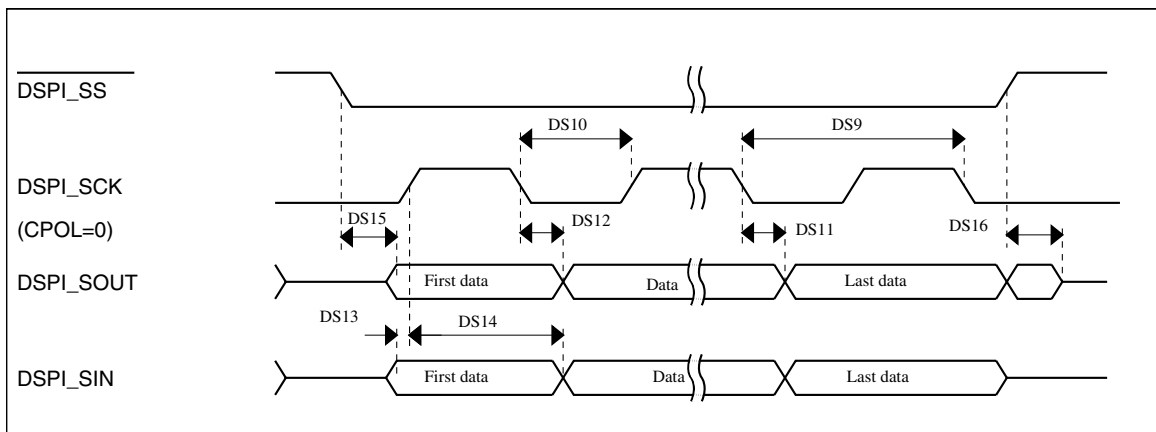 DSPI_SS
DS10
DS9
DSPI_SCK
(CPOL=0)
DS15
DS12
DS11
DS16
DSPI_SOUT
First data
Data
Last data
DS13
DS14
DSPI_SIN
First data
Data
Last data